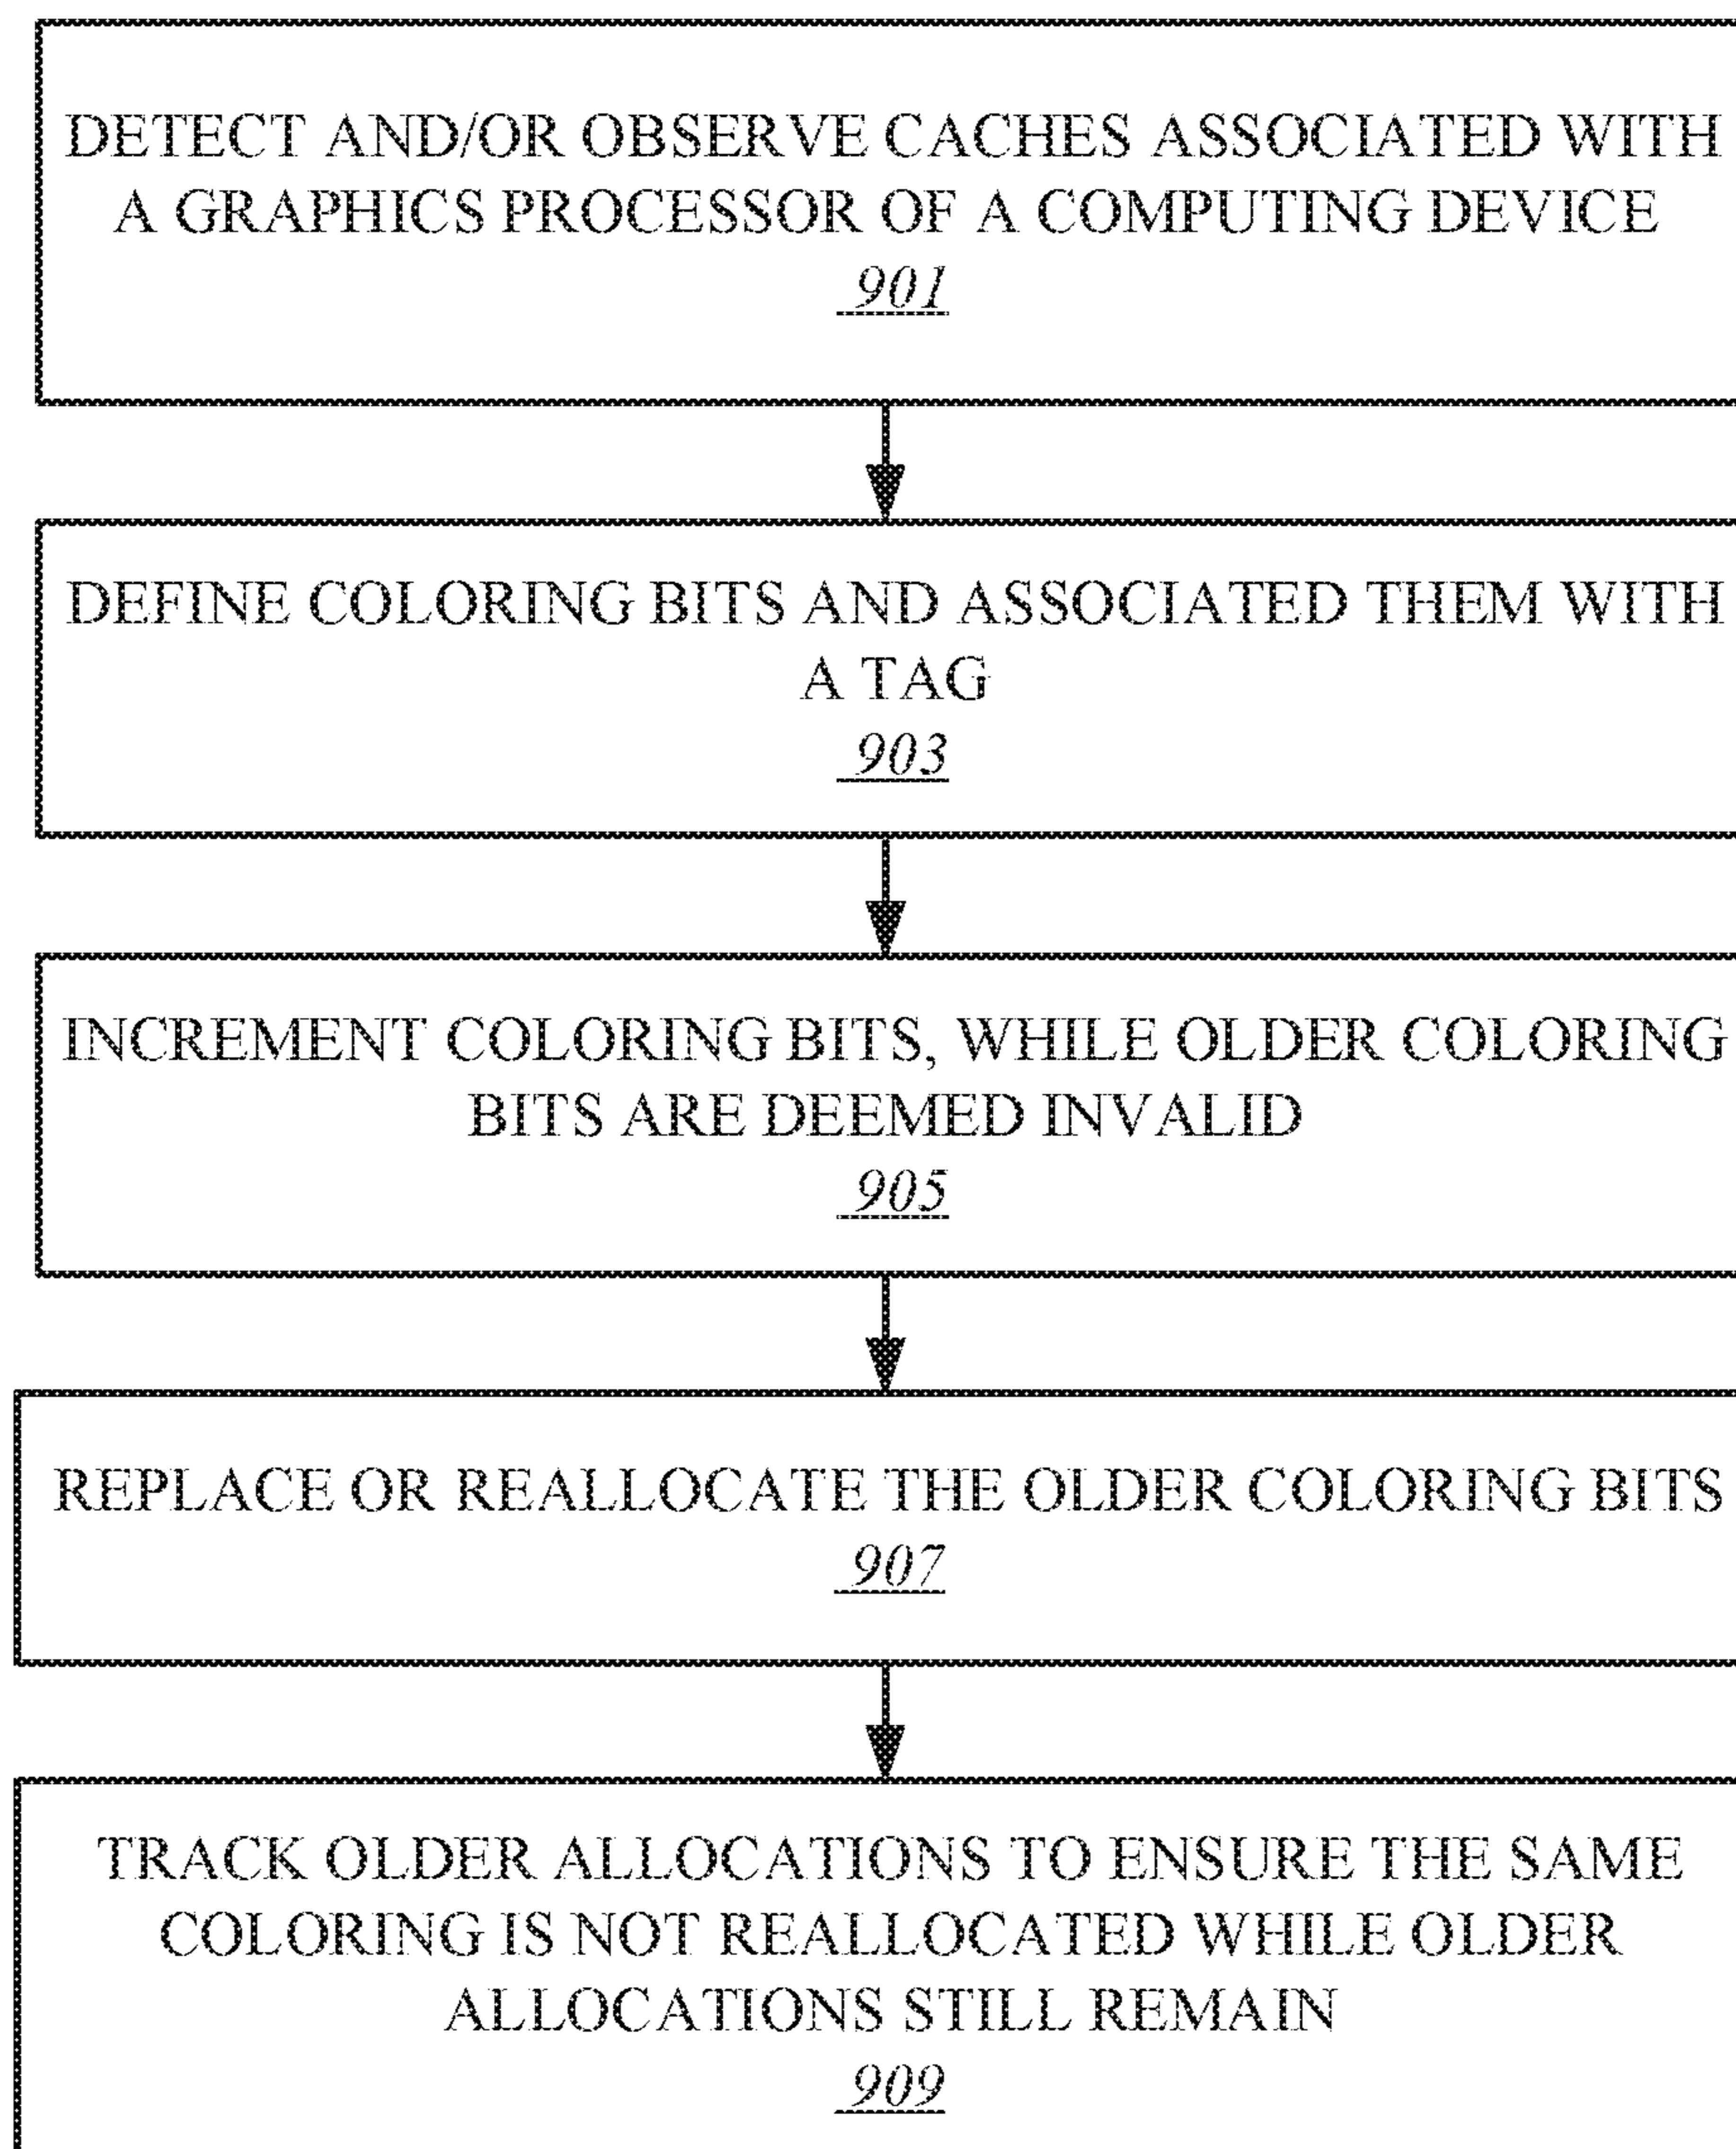 DETECT AND/OR OBSERVE CACHES ASSOCIATED WITH
A GRAPHICS PROCESSOR OF A COMPUTING DEVICE
901
DEFINE COLORING BITS AND ASSOCIATED THEM WITH
A TAG
903
INCREMENT COLORING BITS, WHILE OLDER COLORING
BITS ARE DEEMED INVALID
905
REPLACE OR REALLOCATE THE OLDER COLORING BITS
907
TRACK OLDER ALLOCATIONS TO ENSURE THE SAME
COLORING IS NOT REALLOCATED WHILE OLDER
ALLOCATIONS STILL REMAIN
909